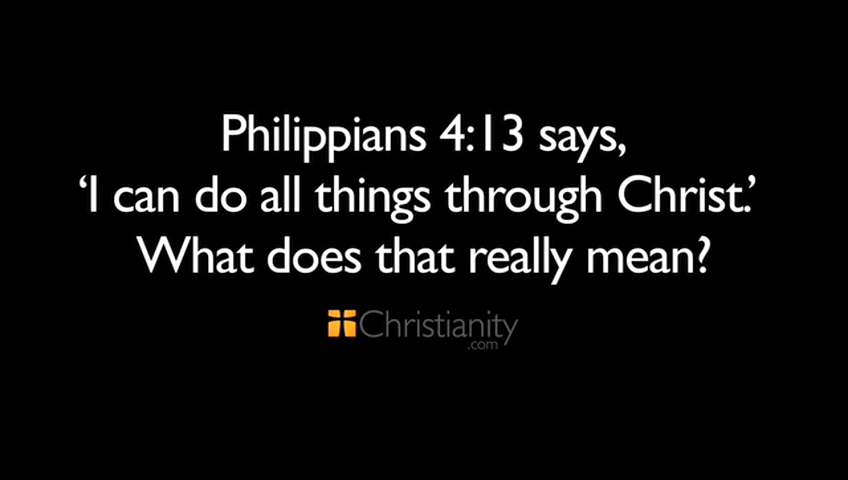 Philippians 4:13 says,
‘I can do all things through Christ.’
What does that really mean?
Christianity
.com